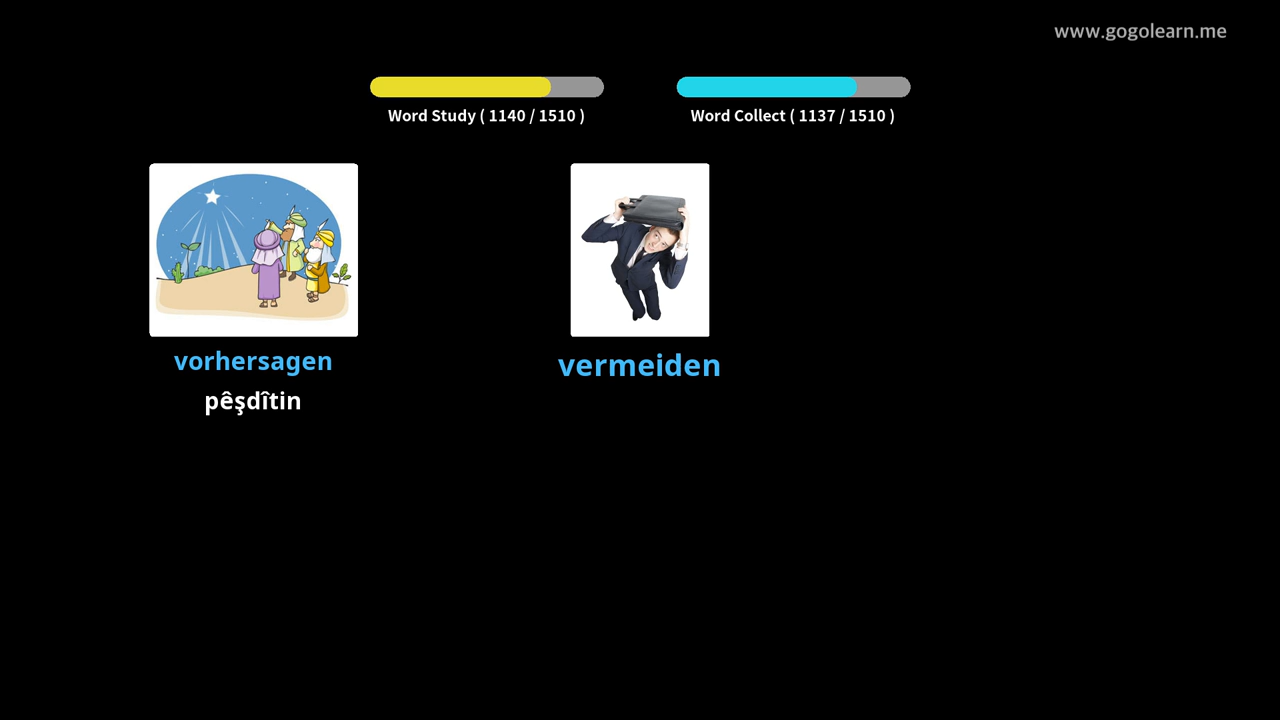 www.gogolearn.me
Word Study ( 1140 / 1510 )
Word Collect ( 1137 / 1510 )
vorhersagen
pêşdîtin
vermeiden